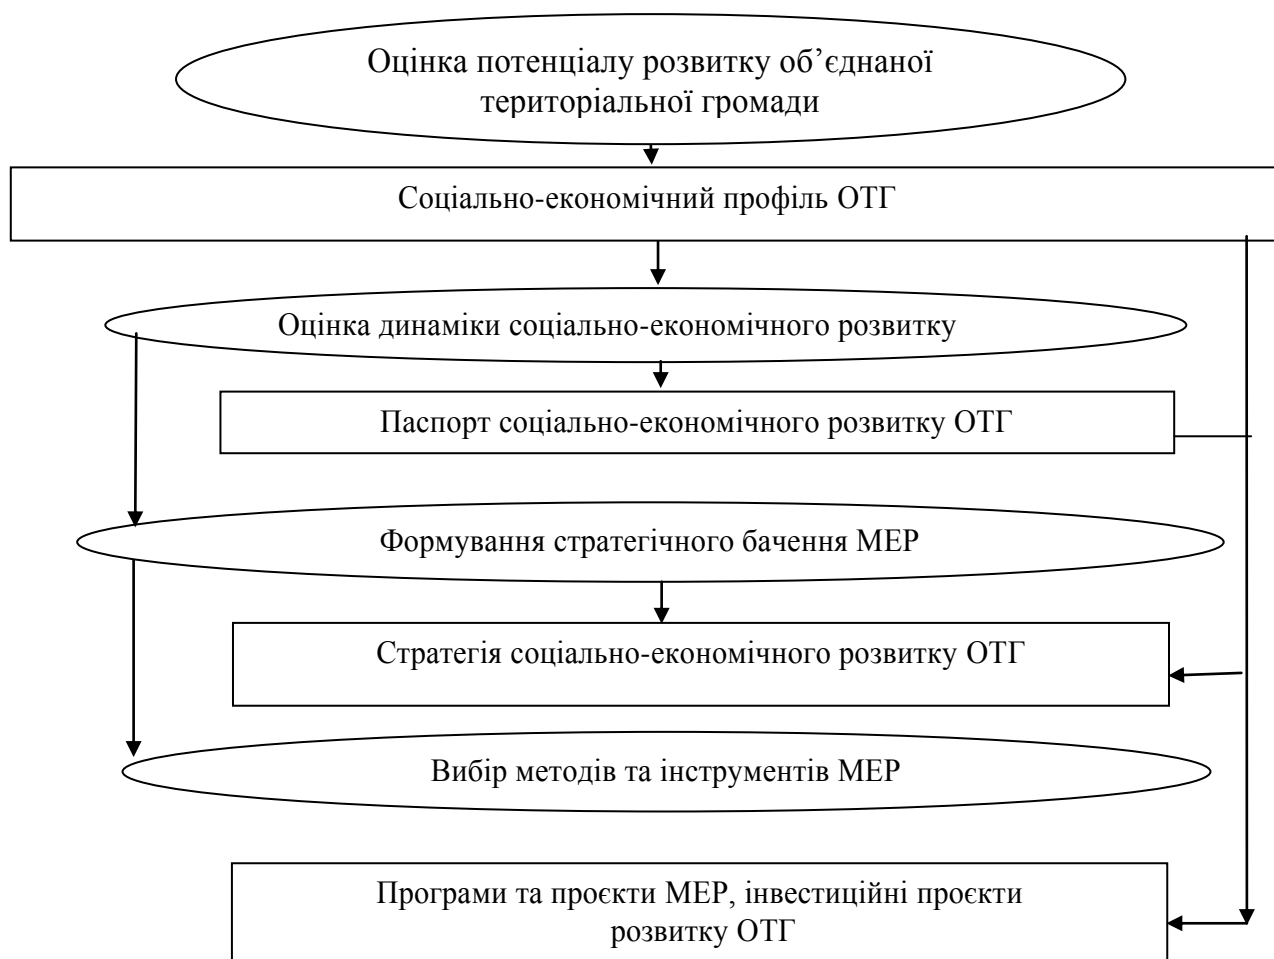 Оцінка потенціалу розвитку об’єднаної
територіальної громади
Соціально-економічний профіль ОТГ
Оцінка динаміки соціально-економічного розвитку
Паспорт соціально-економічного розвитку ОТГ
Формування стратегічного бачення МЕР
Стратегія соціально-економічного розвитку ОТГ
Вибір методів та інструментів МЕР
Програми та проєкти МЕР, інвестиційні проєкти
розвитку ОТГ